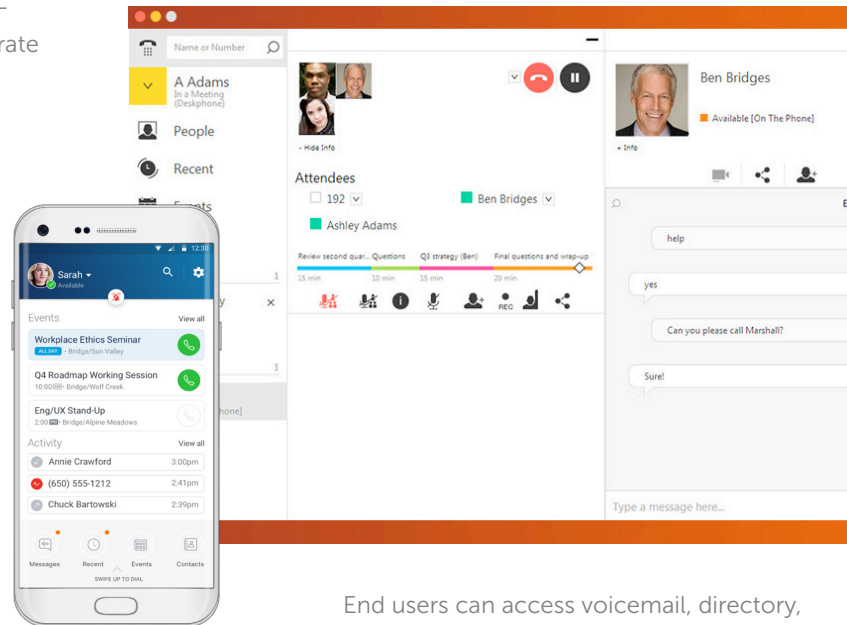 rate
Name or Number
A Adams
In a Meeting
(Deskphone)
People
Recent
Events
1
1
hone]
- Hide Info
Attendees
192
Ben Bridges
Ashley Adams
Review second quar... Questions Q3 strategy (Ben) Final questions and wrap-up
15 min 10 min 15 min 20 min
REC
Ben Bridges
Available [On The Phone]
+ Info
help
yes
Can you please call Marshall?
Sure!
Type a message here...
12:30
Sarah
Available
Events View all
Workplace Ethics Seminar
ALL DAY • Bridge/Sun Valley
Q4 Roadmap Working Session
10:00 AM • Bridge/Wolf Creek
Eng/UX Stand-Up
2:00 PM • Bridge/Alpine Meadows
Activity View all
Annie Crawford 3:00pm
(650) 555-1212 2:41pm
Chuck Bartowski 2:39pm
Messages Recent Events Contacts
SWIPE UP TO DIAL
End users can access voicemail, directory,